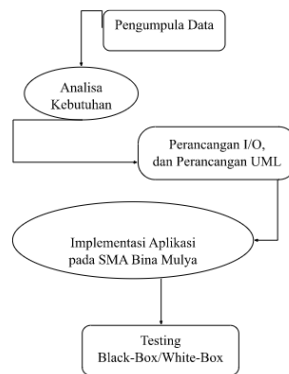 Pengumpula Data
Analisa
Kebutuhan
Perancangan I/O,
dan Perancangan UML
Implementasi Aplikasi
pada SMA Bina Mulya
Testing
Black-Box/White-Box